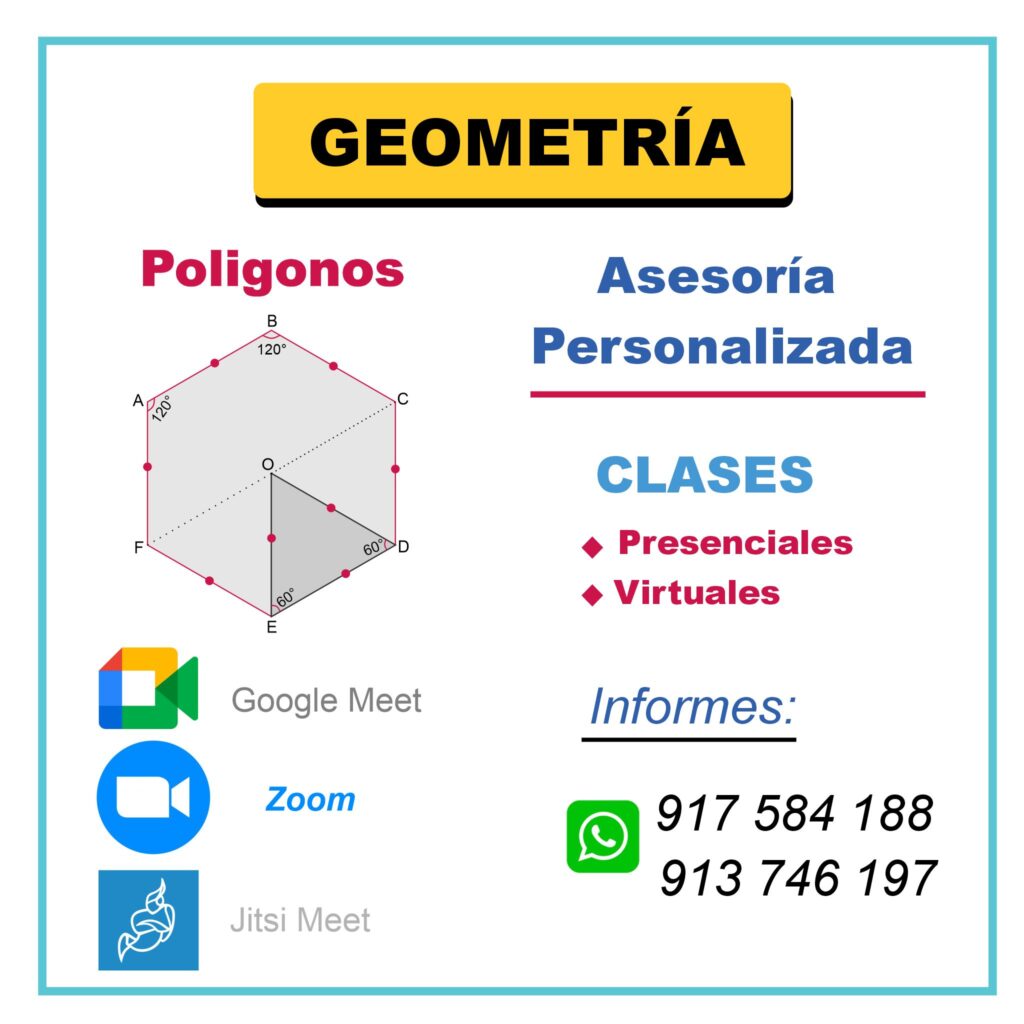 GEOMETRÍA
Poligonos
B
120°
A
120°
C
O
F
60°
D
60°
E
Google Meet
Zoom
Jitsi Meet
Asesoría
Personalizada
CLASES
Presenciales
Virtuales
Informes:
917 584 188
913 746 197